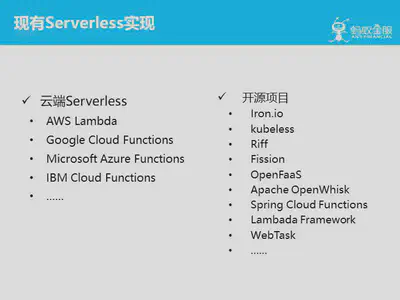 现有Serverless实现
蚂蚁金服
ANT FINANCIAL
✓ 云端Serverless
• AWS Lambda
• Google Cloud Functions
• Microsoft Azure Functions
• IBM Cloud Functions
• ……
✓ 开源项目
• Iron.io
• kubeless
• Riff
• Fission
• OpenFaaS
• Apache OpenWhisk
• Spring Cloud Functions
• Lambada Framework
• WebTask
• ……